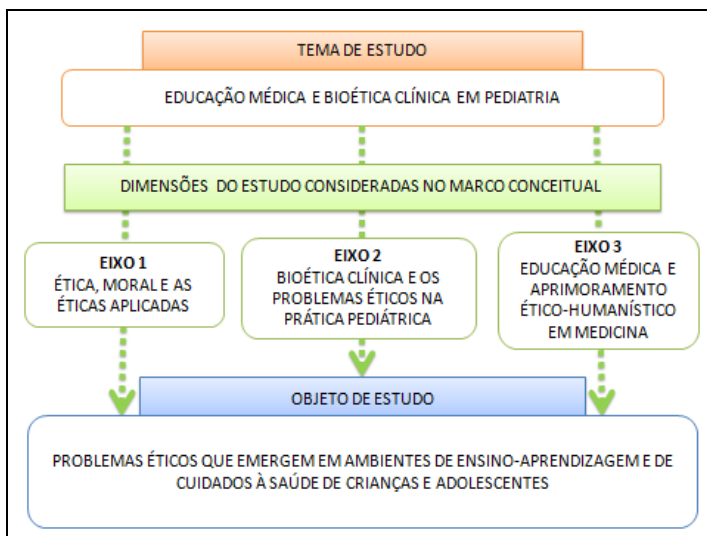 TEMA DE ESTUDO
EDUCAÇÃO MÉDICA E BIOÉTICA CLÍNICA EM PEDIATRIA
DIMENSÕES DO ESTUDO CONSIDERADAS NO MARCO CONCEITUAL
EIXO 1
ÉTICA, MORAL E AS
ÉTICAS APLICADAS
EIXO 2
BIOÉTICA CLÍNICA E OS
PROBLEMAS ÉTICOS NA
PRÁTICA PEDIÁTRICA
EIXO 3
EDUCAÇÃO MÉDICA E
APRIMORAMENTO
ÉTICO-HUMANÍSTICO
EM MEDICINA
OBJETO DE ESTUDO
PROBLEMAS ÉTICOS QUE EMERGEM EM AMBIENTES DE ENSINO-APRENDIZAGEM E DE
CUIDADOS À SAÚDE DE CRIANÇAS E ADOLESCENTES